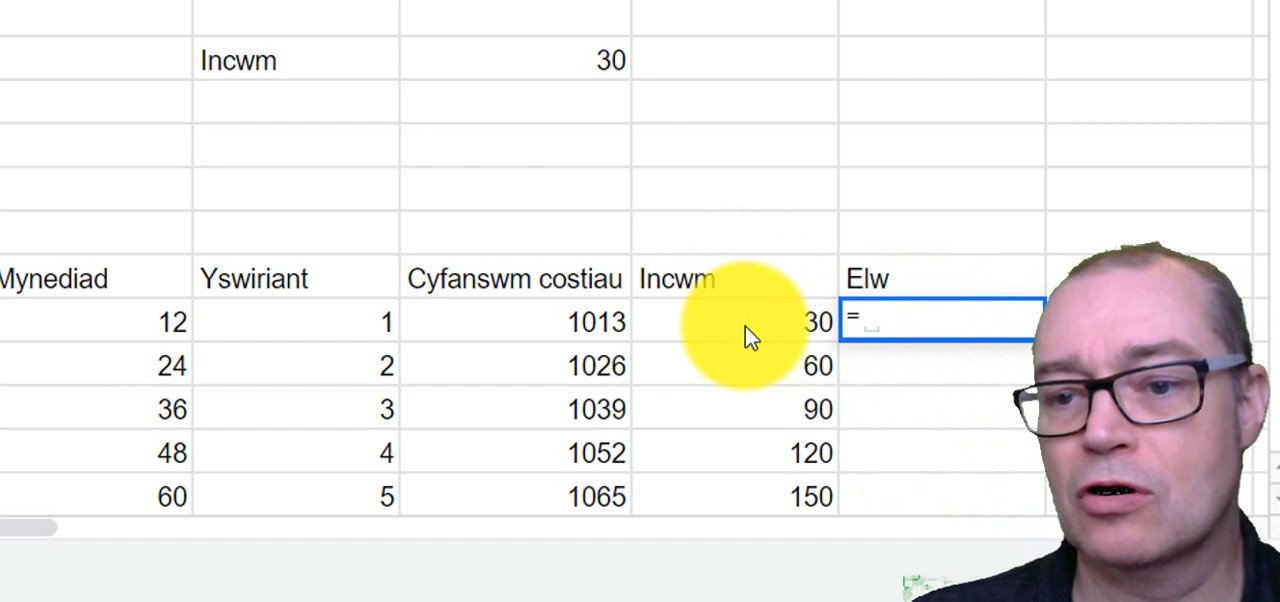 Incwm 30
Mynediad Yswiriant Cyfanswm costiau Incwm Elw
12 1 1013 30 =
24 2 1026 60
36 3 1039 90
48 4 1052 120
60 5 1065 150